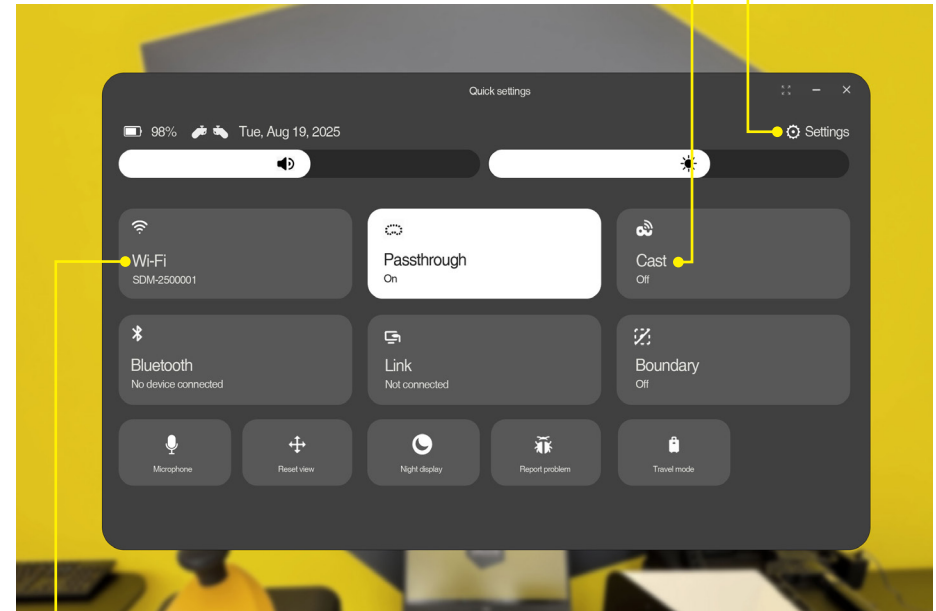 Quick settings
98% Tue, Aug 19, 2025
Settings
Wi-Fi
SDM-2500001
Passthrough
On
Cast
Off
Bluetooth
No device connected
Link
Not connected
Boundary
Off
Microphone
Reset view
Night display
Report problem
Travel mode